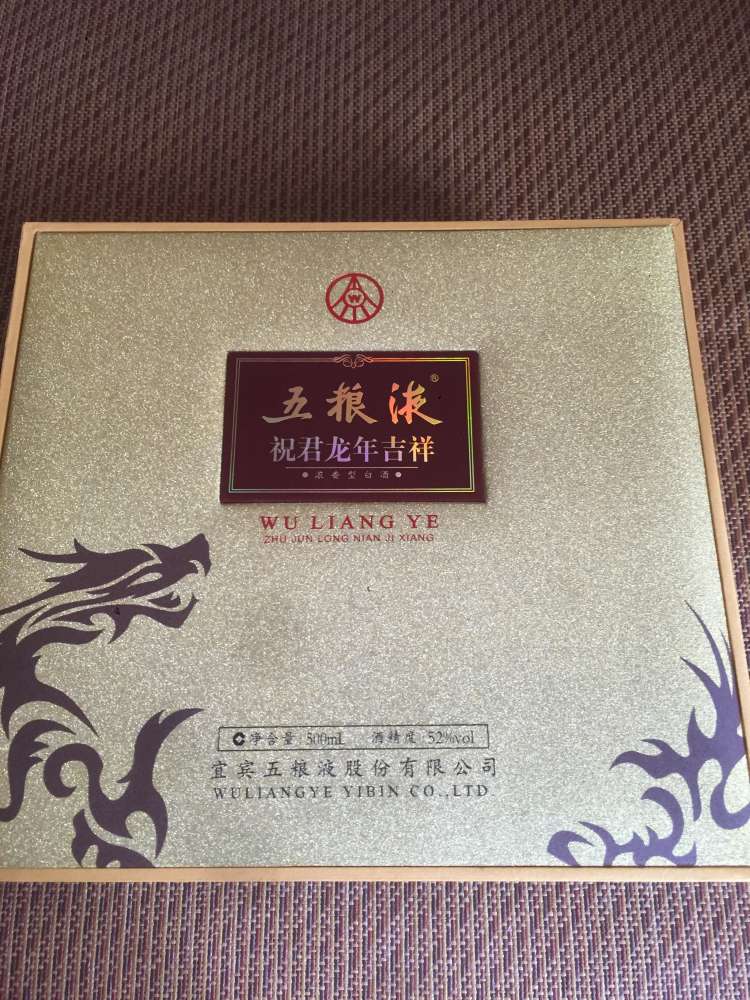 W
五粮液®
祝君龙年吉祥
浓香型白酒
WU LIANG YE
ZHU JUN LONG NIAN JI XIANG
C 净含量:500mL 酒精度:52%vol
宜宾五粮液股份有限公司
WULIANGYE YIBIN CO.,LTD.